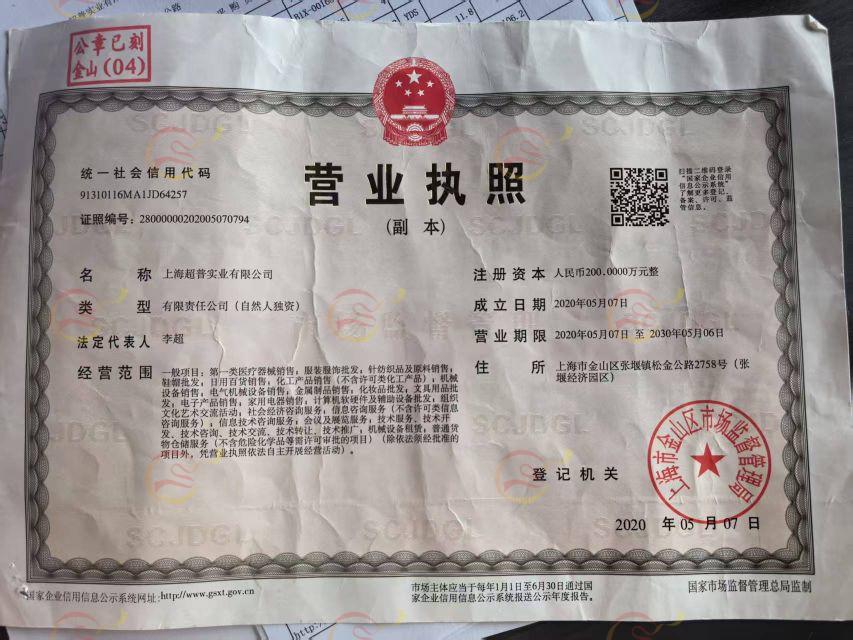 公章已刻
金山(04)
统一社会信用代码
91310116MA1JD64257
证照编号：28000000202005070794
营业执照
(副 本)
扫描二维码登录
“国家企业信用
信息公示系统”
了解更多登记、
备案、许可、监
管信息。
名 称 上海超普实业有限公司
类 型 有限责任公司（自然人独资）
法定代表人 李超
经营范围 一般项目：第一类医疗器械销售；服装服饰批发；针纺织品及原料销售；
鞋帽批发；日用百货销售；化工产品销售（不含许可类化工产品）；机械
设备销售；电气机械设备销售；金属制品销售；化妆品批发；文具用品批
发；电子产品销售；家用电器销售；计算机软硬件及辅助设备批发；组织
文化艺术交流活动；社会经济咨询服务；信息咨询服务（不含许可类信息
咨询服务）；信息技术咨询服务；会议及展览服务；技术服务、技术开
发、技术咨询、技术交流、技术转让、技术推广；机械设备租赁；普通货
物仓储服务（不含危险化学品等需许可审批的项目）（除依法须经批准的
项目外，凭营业执照依法自主开展经营活动）。
注册资本 人民币200.0000万元整
成立日期 2020年05月07日
营业期限 2020年05月07日 至 2030年05月06日
住 所 上海市金山区张堰镇松金公路2758号（张
堰经济园区）
登记机关
上海市金山区市场监督管理局
2020 年 05 月 07 日
国家企业信用信息公示系统网址:http://www.gsxt.gov.cn
市场主体应当于每年1月1日至6月30日通过国
家企业信用信息公示系统报送公示年度报告。
国家市场监督管理总局监制
YDS
11.8
106.2
SCJDGL